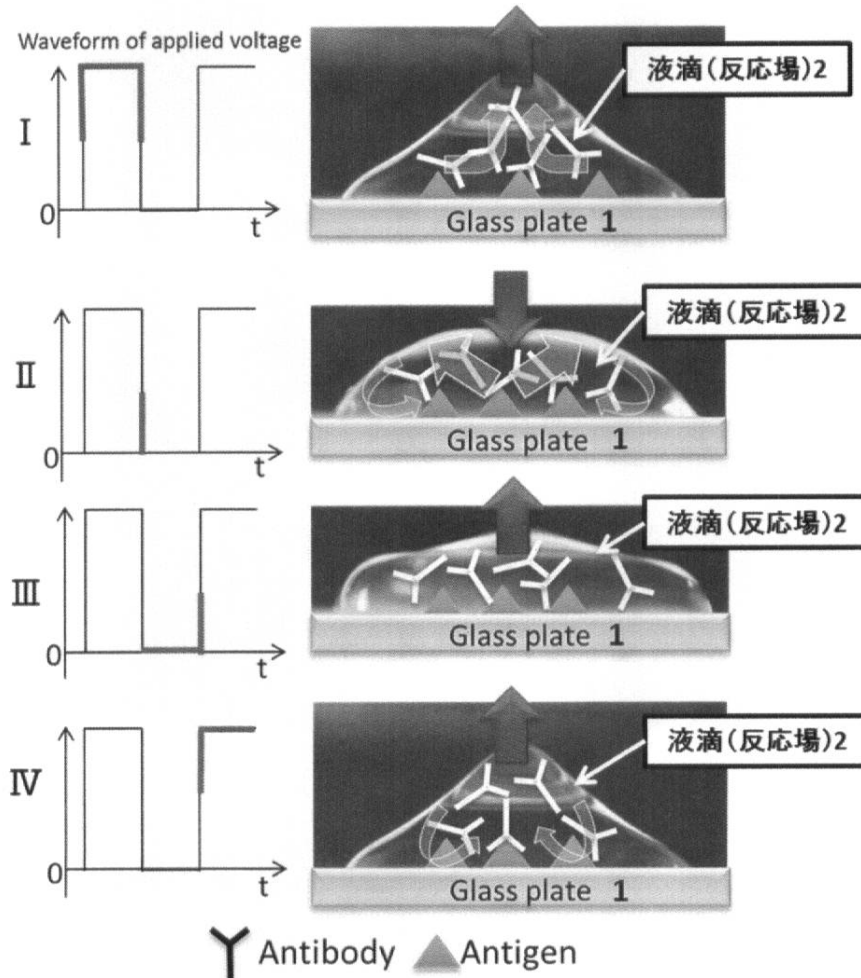 Waveform of applied voltage
I
0
t
液滴(反応場)2
Glass plate 1
II
0
t
液滴(反応場)2
Glass plate 1
III
0
t
液滴(反応場)2
Glass plate 1
IV
0
t
液滴(反応場)2
Glass plate 1
Antibody
Antigen